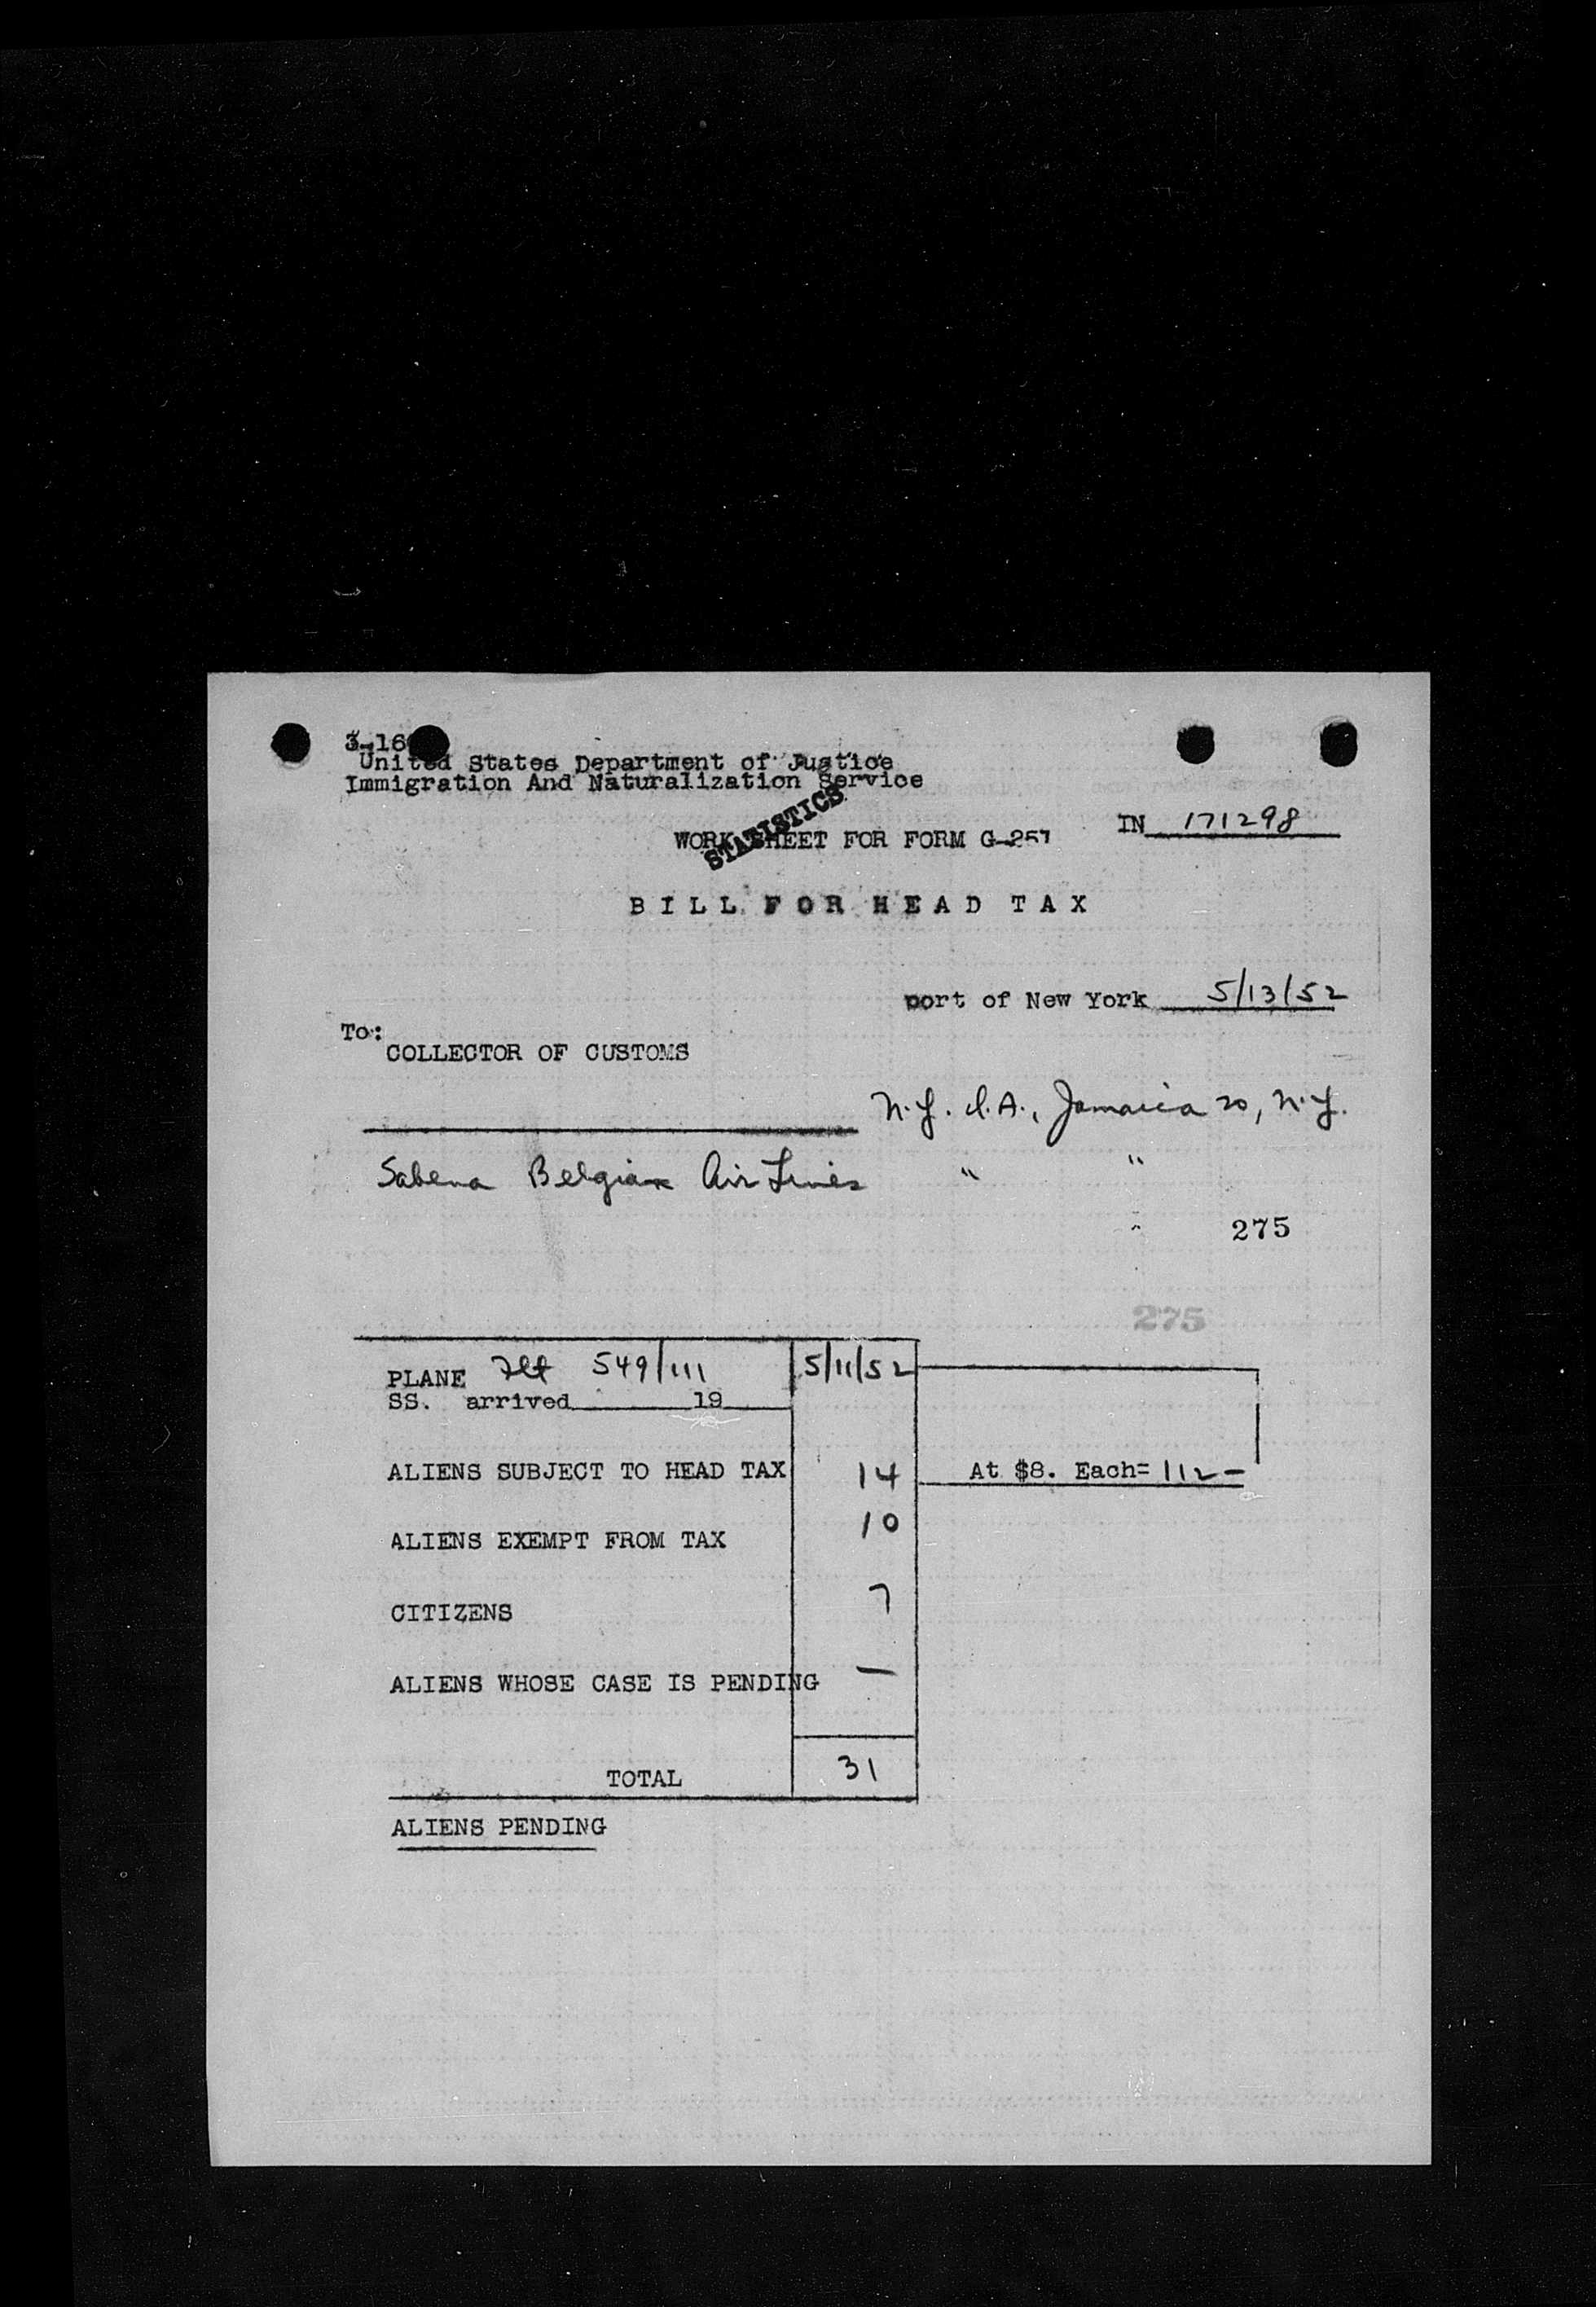 3-16
United States Department of Justice
Immigration And Naturalization Service
STATISTICS
WORK SHEET FOR FORM G-257
IN 171298
BILL FOR HEAD TAX
port of New York 5/13/52
To:
COLLECTOR OF CUSTOMS
N.Y. I.A., Jamaica 20, N.Y.
Sabena Belgian Air Lines " "
275
275
PLANE Flt 549/111 5/11/52
SS. arrived 19
ALIENS SUBJECT TO HEAD TAX 14 At $8. Each= 112 –
ALIENS EXEMPT FROM TAX 10
CITIZENS 7
ALIENS WHOSE CASE IS PENDING —
TOTAL 31
ALIENS PENDING